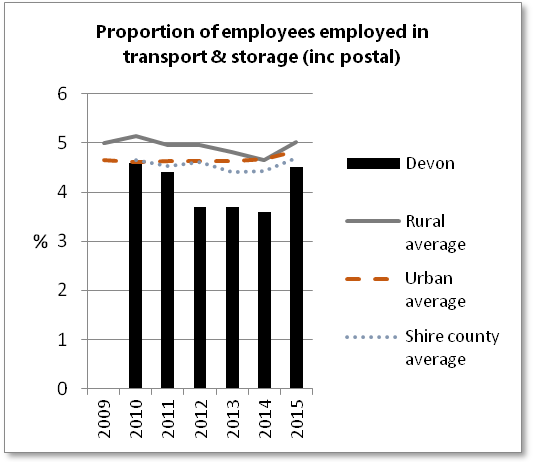 Proportion of employees employed in
transport & storage (inc postal)
6
5
4
3
2
1
0
%
2009
2010
2011
2012
2013
2014
2015
Devon
Rural
average
Urban
average
Shire county
average